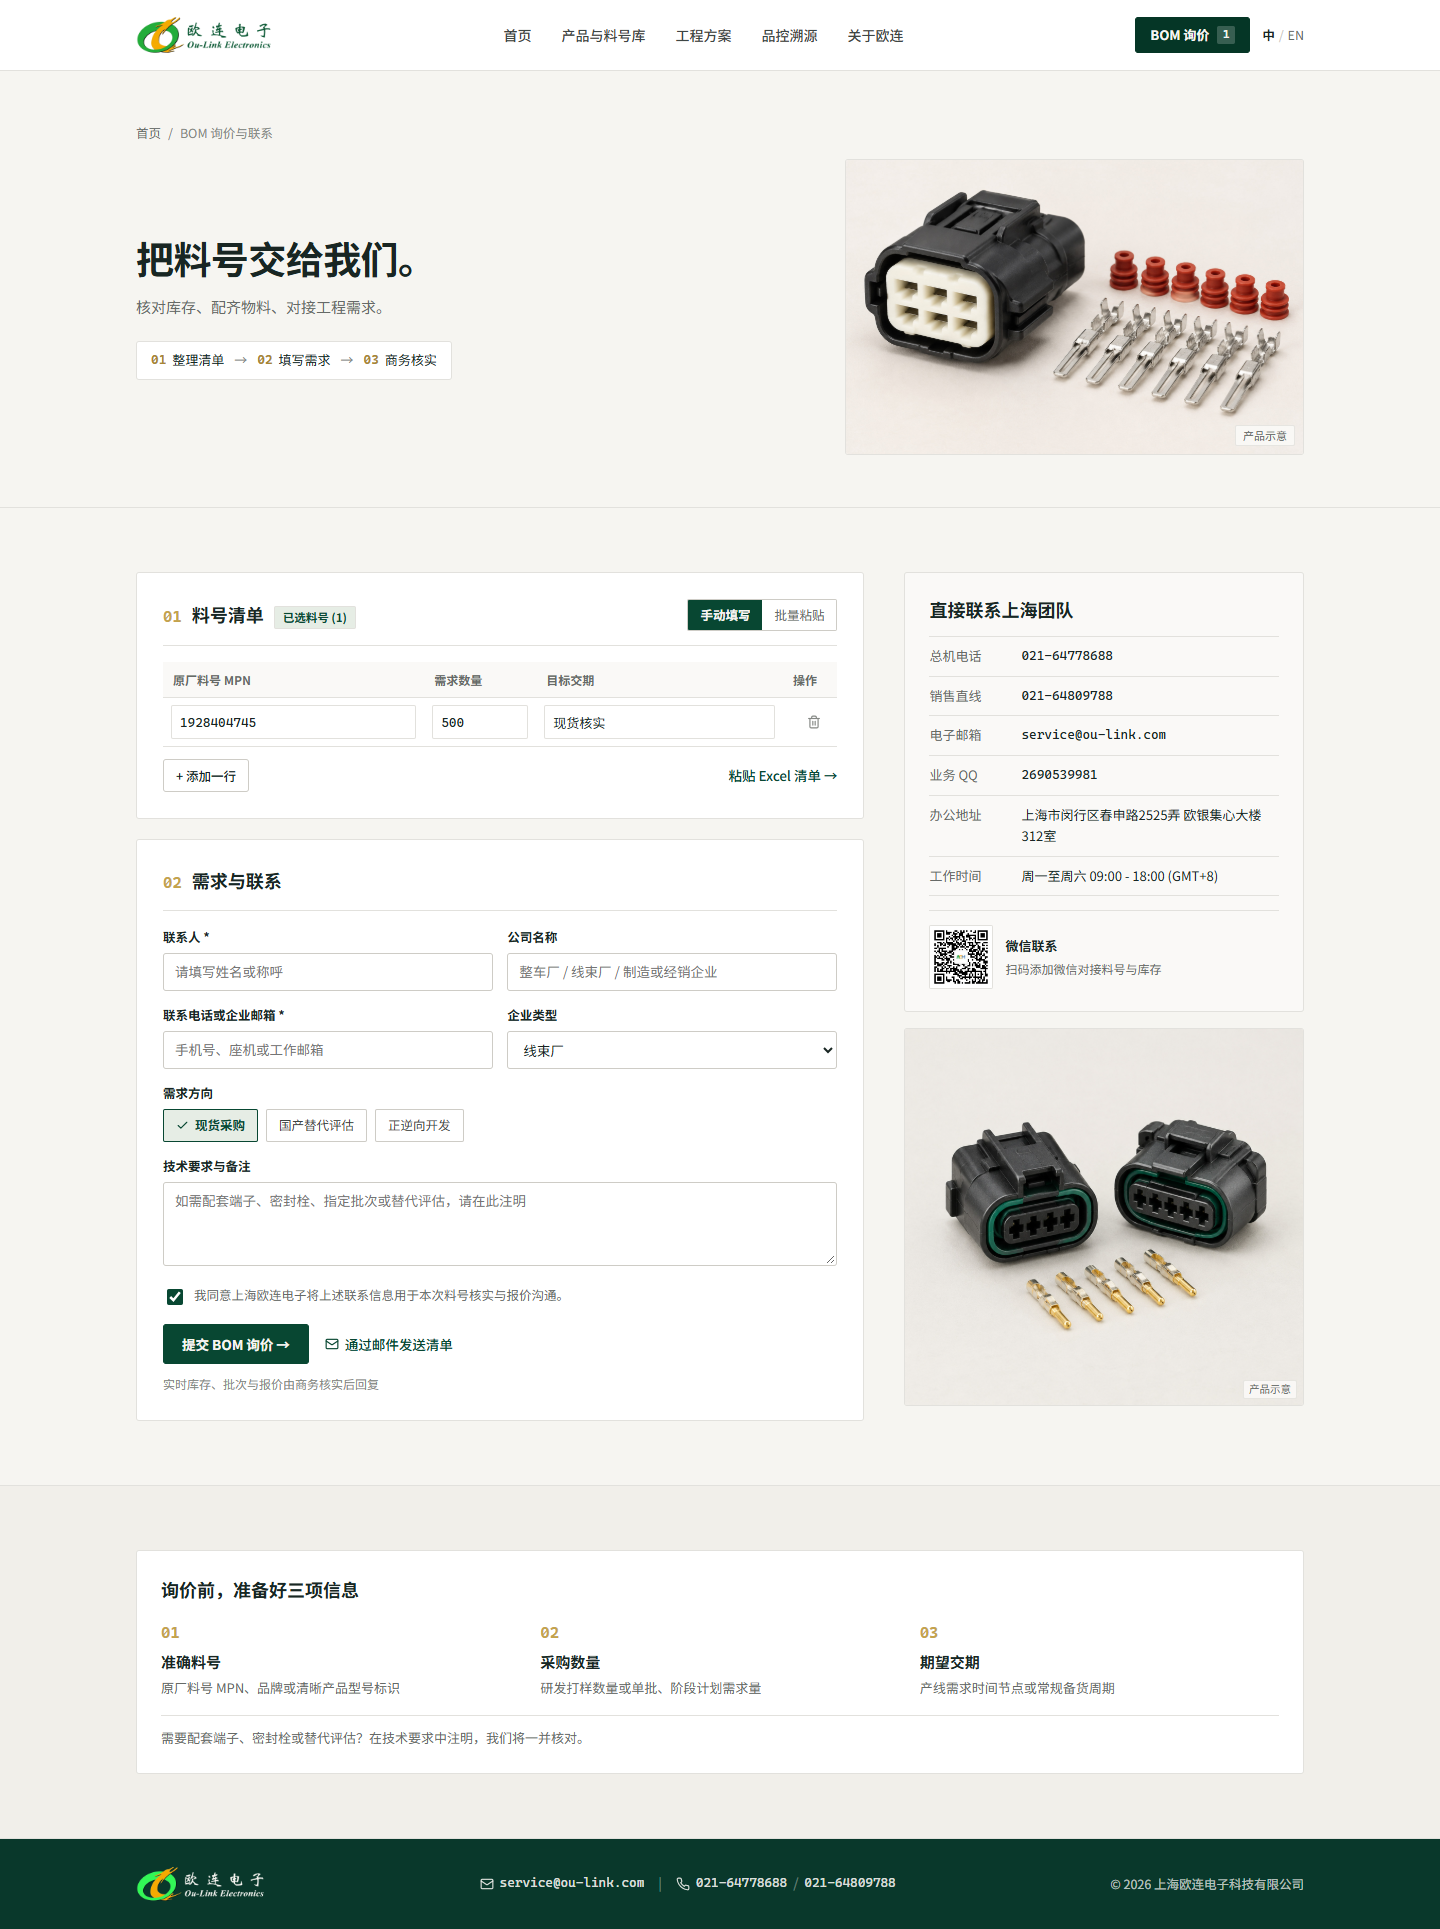 欧连电子
Ou-Link Electronics
首页
产品与料号库
工程方案
品控溯源
关于欧连
BOM 询价 1
中 / EN
首页 / BOM 询价与联系
把料号交给我们。
核对库存、配齐物料、对接工程需求。
01 整理清单 → 02 填写需求 → 03 商务核实
产品示意
01 料号清单 已选料号 (1)
手动填写 批量粘贴
原厂料号 MPN 需求数量 目标交期 操作
1928404745 500 现货核实
+ 添加一行
粘贴 Excel 清单 →
02 需求与联系
联系人 * 公司名称
请填写姓名或称呼 整车厂 / 线束厂 / 制造或经销企业
联系电话或企业邮箱 * 企业类型
手机号、座机或工作邮箱 线束厂
需求方向
现货采购 国产替代评估 正逆向开发
技术要求与备注
如需配套端子、密封栓、指定批次或替代评估，请在此注明
我同意上海欧连电子将上述联系信息用于本次料号核实与报价沟通。
提交 BOM 询价 → 通过邮件发送清单
实时库存、批次与报价由商务核实后回复
直接联系上海团队
总机电话 021-64778688
销售直线 021-64809788
电子邮箱 service@ou-link.com
业务 QQ 2690539981
办公地址 上海市闵行区春申路2525弄 欧银集心大楼
312室
工作时间 周一至周六 09:00 - 18:00 (GMT+8)
微信联系
扫码添加微信对接料号与库存
产品示意
询价前，准备好三项信息
01 02 03
准确料号 采购数量 期望交期
原厂料号 MPN、品牌或清晰产品型号标识 研发打样数量或单批、阶段计划需求量 产线需求时间节点或常规备货周期
需要配套端子、密封栓或替代评估？在技术要求中注明，我们将一并核对。
欧连电子
Ou-Link Electronics
service@ou-link.com | 021-64778688 / 021-64809788
© 2026 上海欧连电子科技有限公司